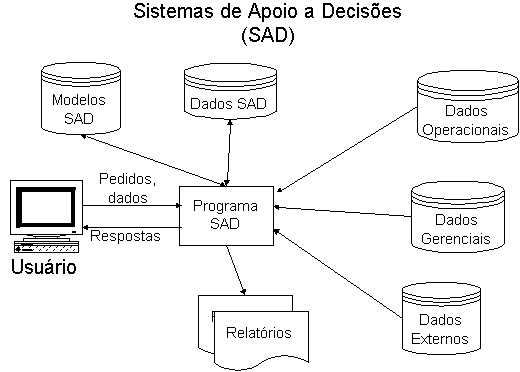 Sistemas de Apoio a Decisões
(SAD)
Modelos
SAD
Dados SAD
Dados
Operacionais
Pedidos,
dados
Programa
SAD
Respostas
Usuário
Dados
Gerenciais
Relatórios
Dados
Externos